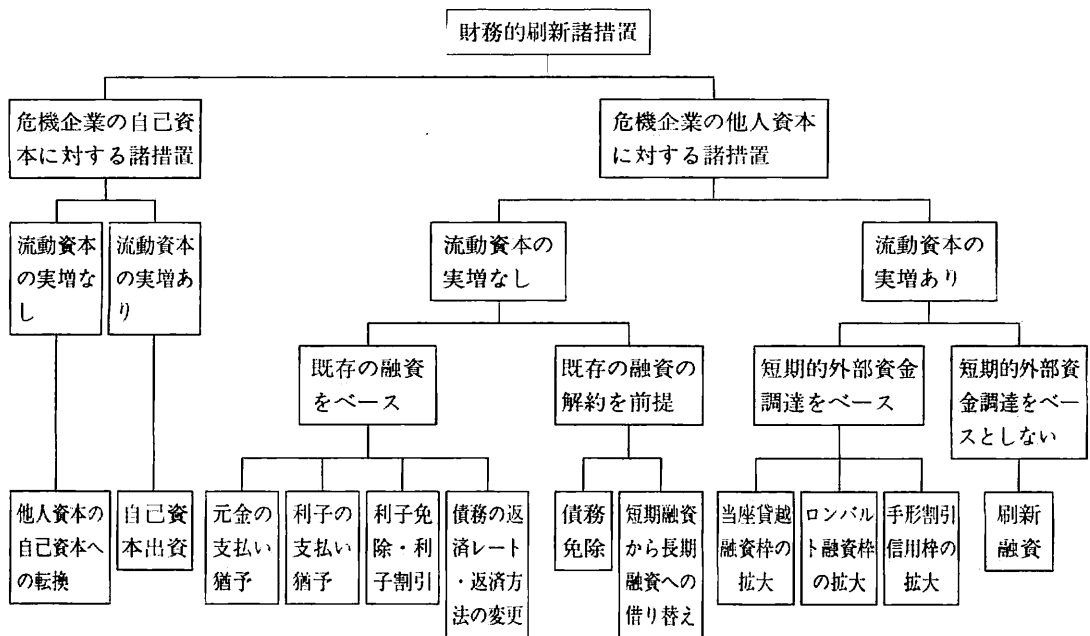 財務的刷新諸措置
危機企業の自己資
本に対する諸措置
危機企業の他人資本
に対する諸措置
流動資本
の実増な
し
流動資本
の実増あ
り
流動資本の
実増なし
流動資本の
実増あり
既存の融資
をベース
既存の融資の
解約を前提
短期的外部資金
調達をベース
短期的外部資
金調達をベー
スとしない
他人資本の
自己資本へ
の転換
自己資
本出資
元金の
支払い
猶予
利子の
支払い
猶予
利子免
除・利
子割引
債務の返
済レート
・返済方
法の変更
債務
免除
短期融資
から長期
融資への
借り替え
当座貸越
融資枠の
拡大
ロンバル
ト融資枠
の拡大
手形割引
信用枠の
拡大
刷新
融資